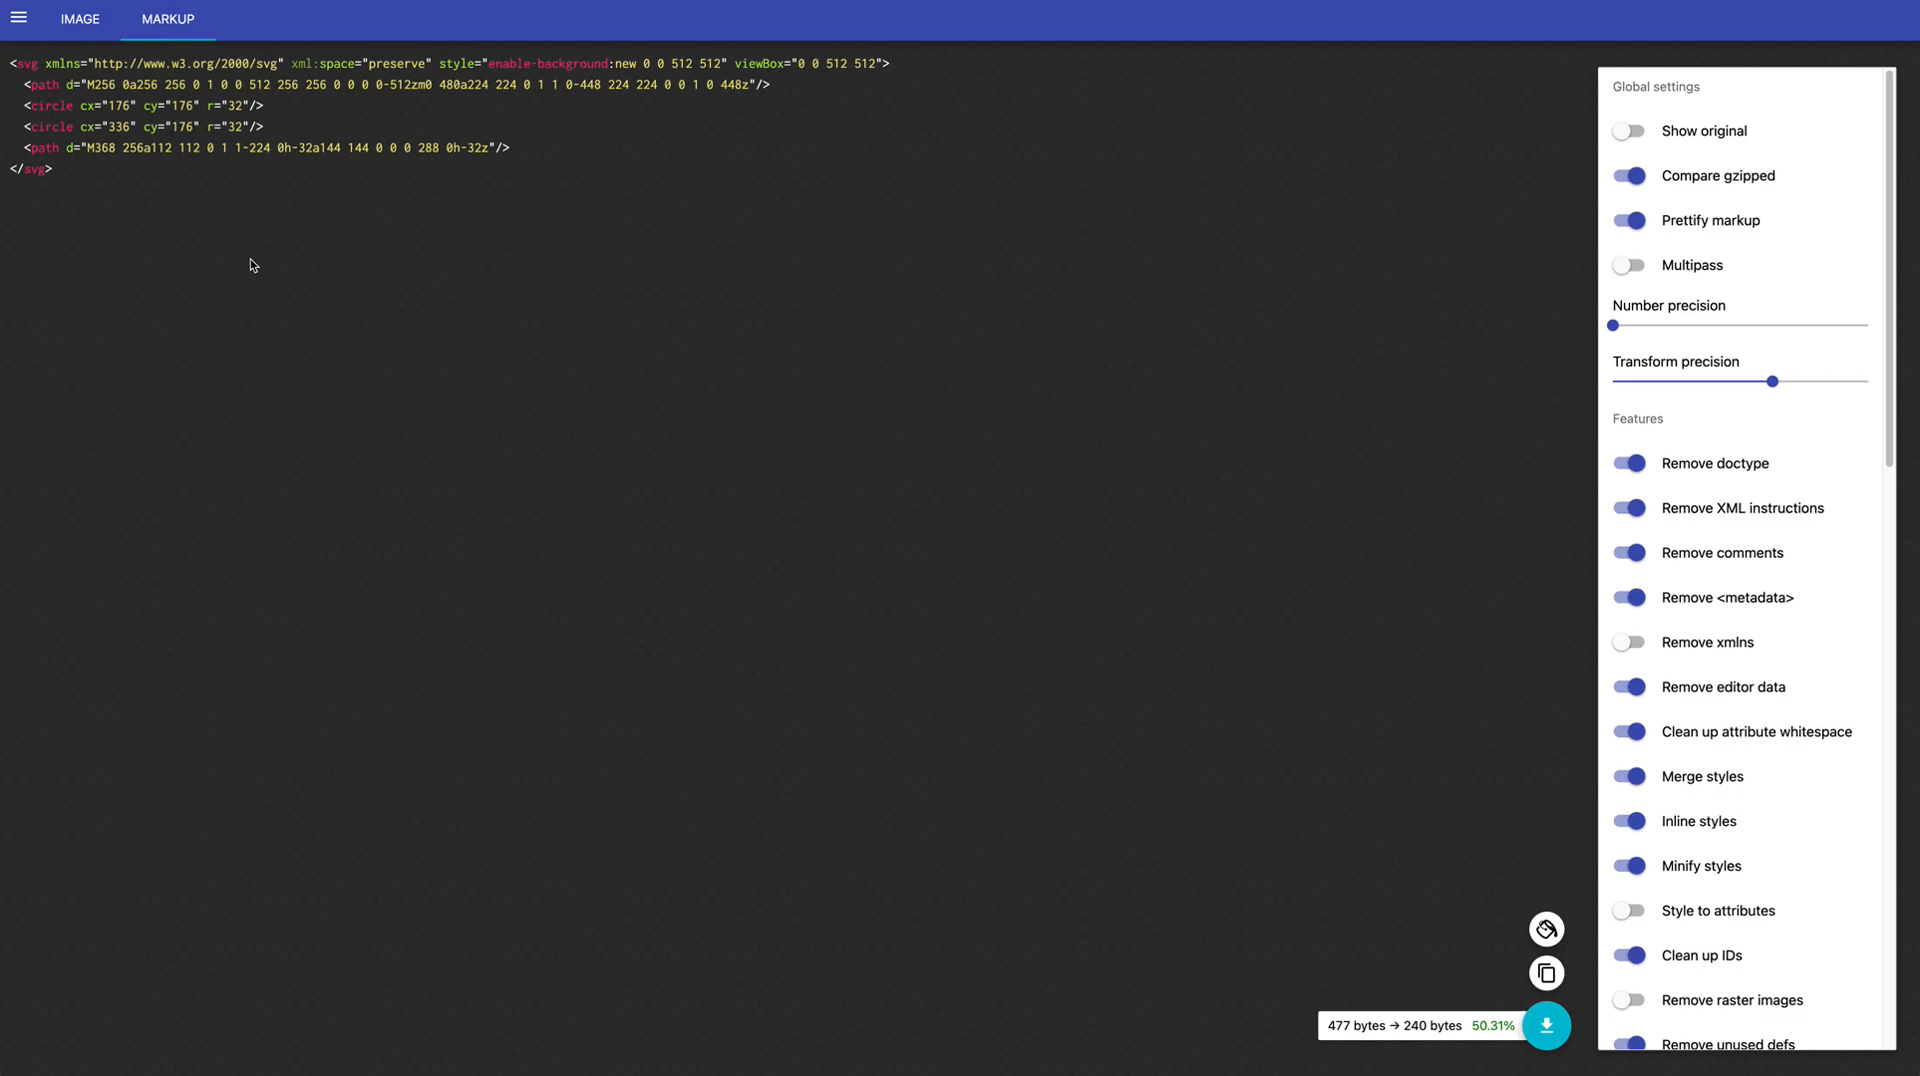 IMAGE MARKUP
<svg xmlns="http://www.w3.org/2000/svg" xml:space="preserve" style="enable-background:new 0 0 512 512" viewBox="0 0 512 512">
<path d="M256 0a256 256 0 1 0 0 512 256 256 0 0 0 0-512zm0 480a224 224 0 1 1 0-448 224 224 0 0 1 0 448z"/>
<circle cx="176" cy="176" r="32"/>
<circle cx="336" cy="176" r="32"/>
<path d="M368 256a112 112 0 1 1-224 0h-32a144 144 0 0 0 288 0h-32z"/>
</svg>
Global settings
Show original
Compare gzipped
Prettify markup
Multipass
Number precision
Transform precision
Features
Remove doctype
Remove XML instructions
Remove comments
Remove <metadata>
Remove xmlns
Remove editor data
Clean up attribute whitespace
Merge styles
Inline styles
Minify styles
Style to attributes
Clean up IDs
Remove raster images
Remove unused defs
477 bytes → 240 bytes 50.31%